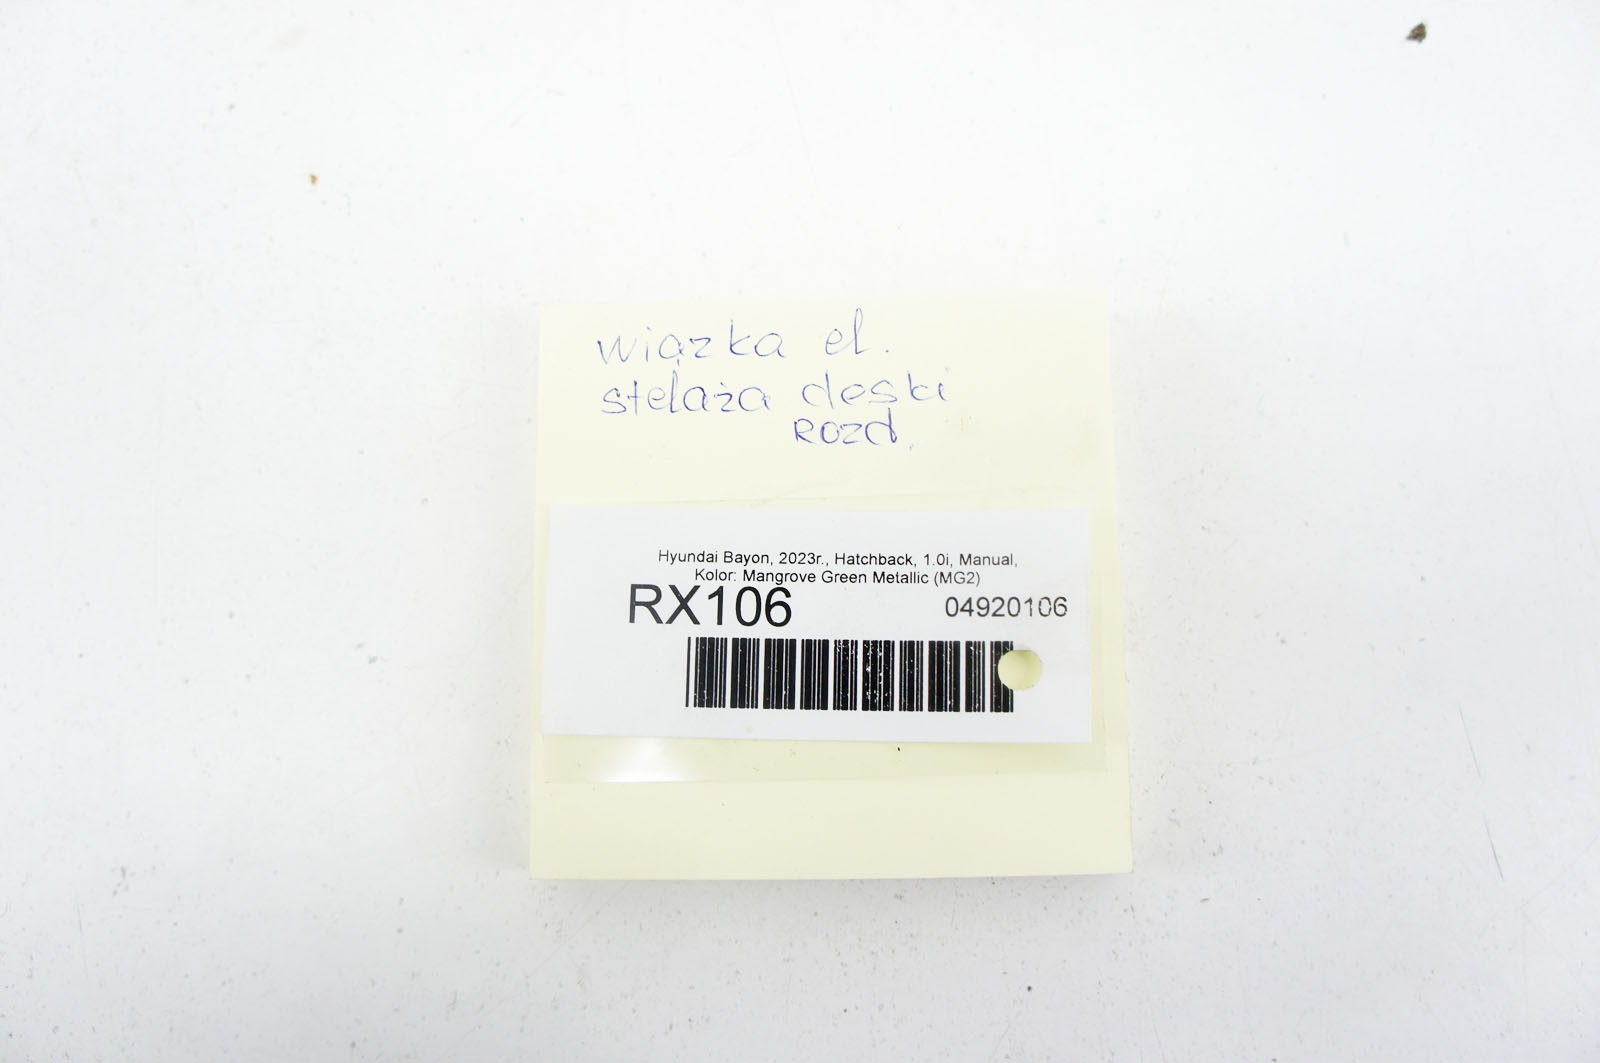 wiązka el.
stelaża deski
ROZD.
Hyundai Bayon, 2023r., Hatchback, 1.0i, Manual,
Kolor: Mangrove Green Metallic (MG2)
RX106 04920106